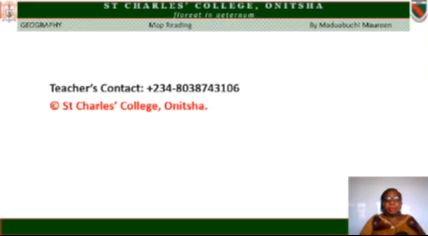 ST CHARLES' COLLEGE, ONITSHA
floreat in aeternum
GEOGRAPHY Map Reading By Maduabuchi Maureen
Teacher's Contact: +234-8038743106
© St Charles' College, Onitsha.